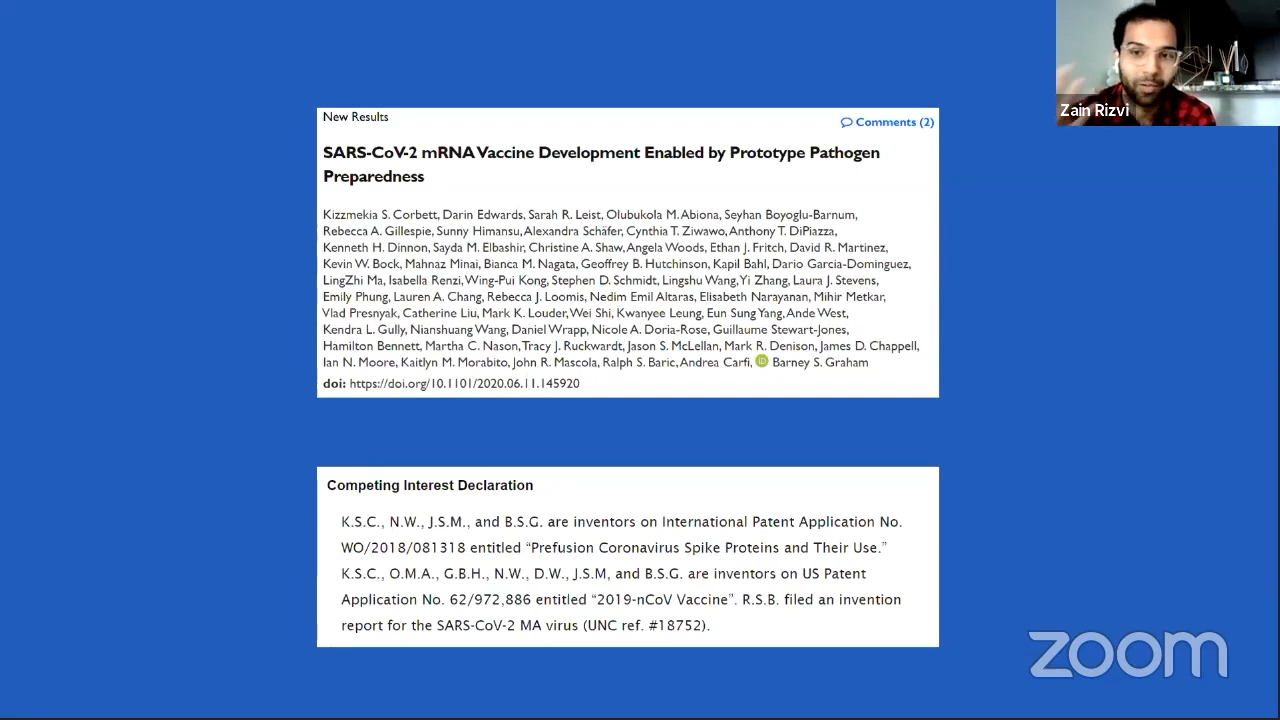 New Results
Comments (2)
SARS-CoV-2 mRNA Vaccine Development Enabled by Prototype Pathogen
Preparedness
Kizzmekia S. Corbett, Darin Edwards, Sarah R. Leist, Olubukola M. Abiona, Seyhan Boyoglu-Barnum,
Rebecca A. Gillespie, Sunny Himansu, Alexandra Schäfer, Cynthia T. Ziwawo, Anthony T. DiPiazza,
Kenneth H. Dinnon, Sayda M. Elbashir, Christine A. Shaw, Angela Woods, Ethan J. Fritch, David R. Martinez,
Kevin W. Bock, Mahnaz Minai, Bianca M. Nagata, Geoffrey B. Hutchinson, Kapil Bahl, Dario Garcia-Dominguez,
LingZhi Ma, Isabella Renzi, Wing-Pui Kong, Stephen D. Schmidt, Lingshu Wang, Yi Zhang, Laura J. Stevens,
Emily Phung, Lauren A. Chang, Rebecca J. Loomis, Nedim Emil Altaras, Elisabeth Narayanan, Mihir Metkar,
Vlad Presnyak, Catherine Liu, Mark K. Louder, Wei Shi, Kwanyee Leung, Eun Sung Yang, Ande West,
Kendra L. Gully, Nianshuang Wang, Daniel Wrapp, Nicole A. Doria-Rose, Guillaume Stewart-Jones,
Hamilton Bennett, Martha C. Nason, Tracy J. Ruckwardt, Jason S. McLellan, Mark R. Denison, James D. Chappell,
Ian N. Moore, Kaitlyn M. Morabito, John R. Mascola, Ralph S. Baric, Andrea Carfi, iD Barney S. Graham
doi: https://doi.org/10.1101/2020.06.11.145920
Competing Interest Declaration
K.S.C., N.W., J.S.M., and B.S.G. are inventors on International Patent Application No.
WO/2018/081318 entitled “Prefusion Coronavirus Spike Proteins and Their Use.”
K.S.C., O.M.A., G.B.H., N.W., D.W., J.S.M, and B.S.G. are inventors on US Patent
Application No. 62/972,886 entitled “2019-nCoV Vaccine”. R.S.B. filed an invention
report for the SARS-CoV-2 MA virus (UNC ref. #18752).
Zain Rizvi
zoom